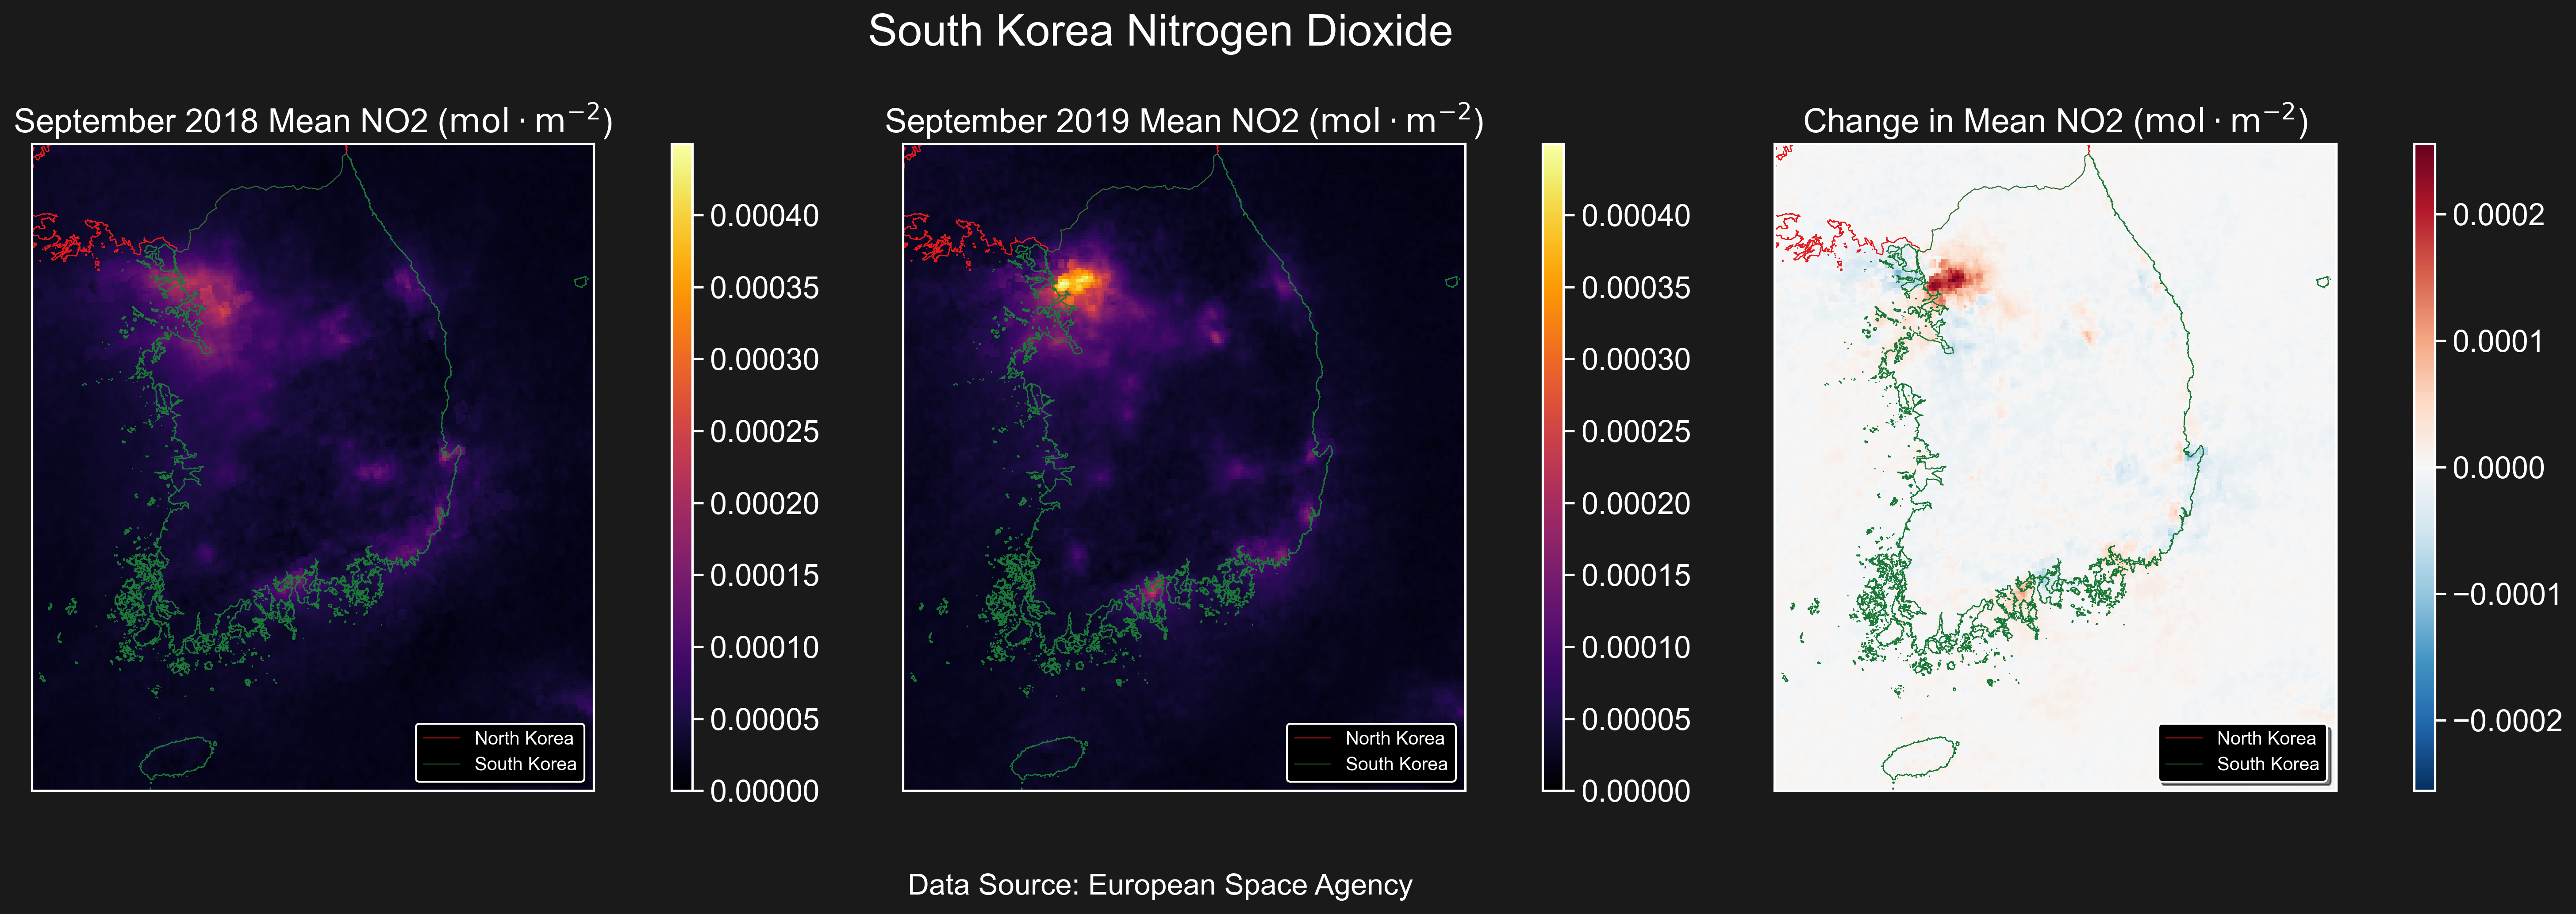 South Korea Nitrogen Dioxide
September 2018 Mean NO2 (mol · m⁻²)
0.00040
0.00035
0.00030
0.00025
0.00020
0.00015
0.00010
0.00005
0.00000
North Korea
South Korea
September 2019 Mean NO2 (mol · m⁻²)
0.00040
0.00035
0.00030
0.00025
0.00020
0.00015
0.00010
0.00005
0.00000
North Korea
South Korea
Change in Mean NO2 (mol · m⁻²)
0.0002
0.0001
0.0000
−0.0001
−0.0002
North Korea
South Korea
Data Source: European Space Agency